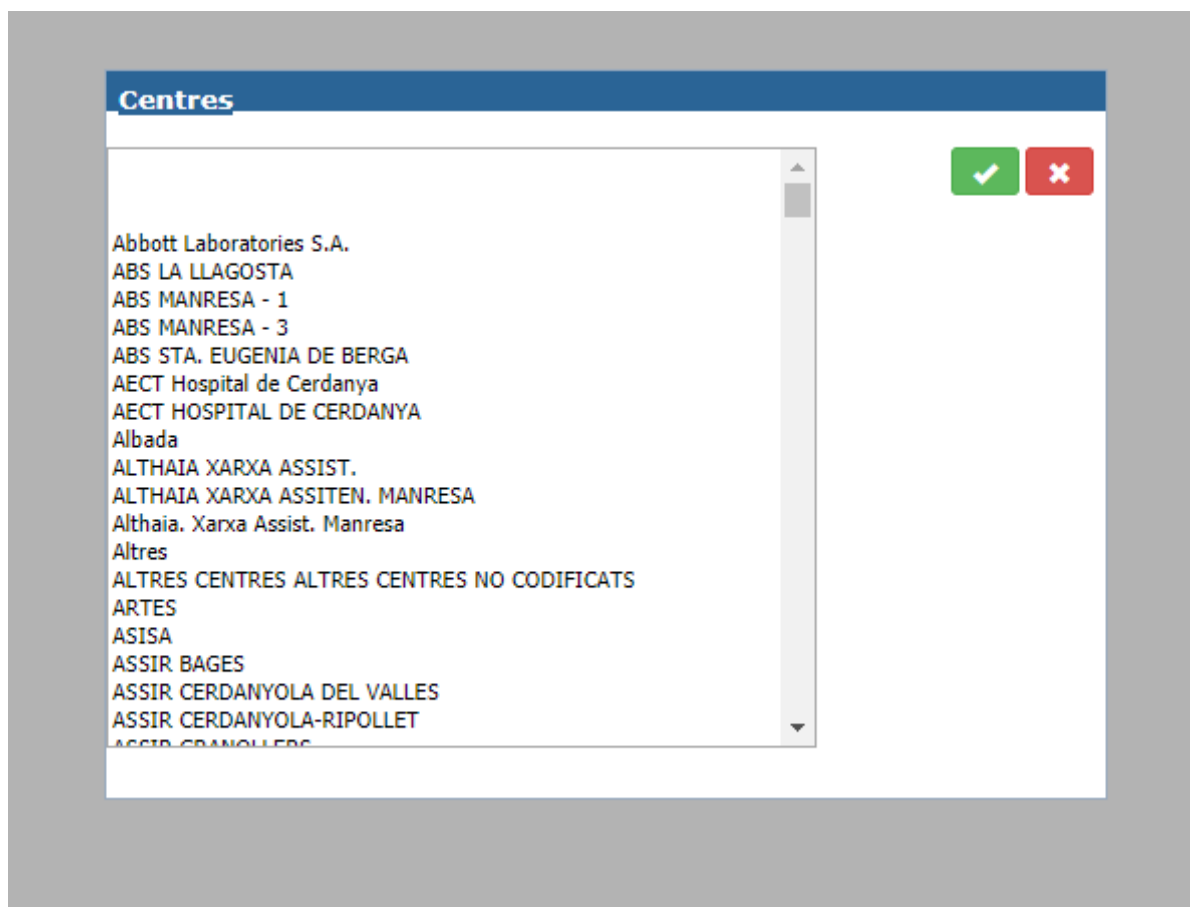 Centres
Abbott Laboratories S.A.
ABS LA LLAGOSTA
ABS MANRESA - 1
ABS MANRESA - 3
ABS STA. EUGENIA DE BERGA
AECT Hospital de Cerdanya
AECT HOSPITAL DE CERDANYA
Albada
ALTHAIA XARXA ASSIST.
ALTHAIA XARXA ASSITEN. MANRESA
Althaia. Xarxa Assist. Manresa
Altres
ALTRES CENTRES ALTRES CENTRES NO CODIFICATS
ARTES
ASISA
ASSIR BAGES
ASSIR CERDANYOLA DEL VALLES
ASSIR CERDANYOLA-RIPOLLET
ASSIR GRANOLLERS